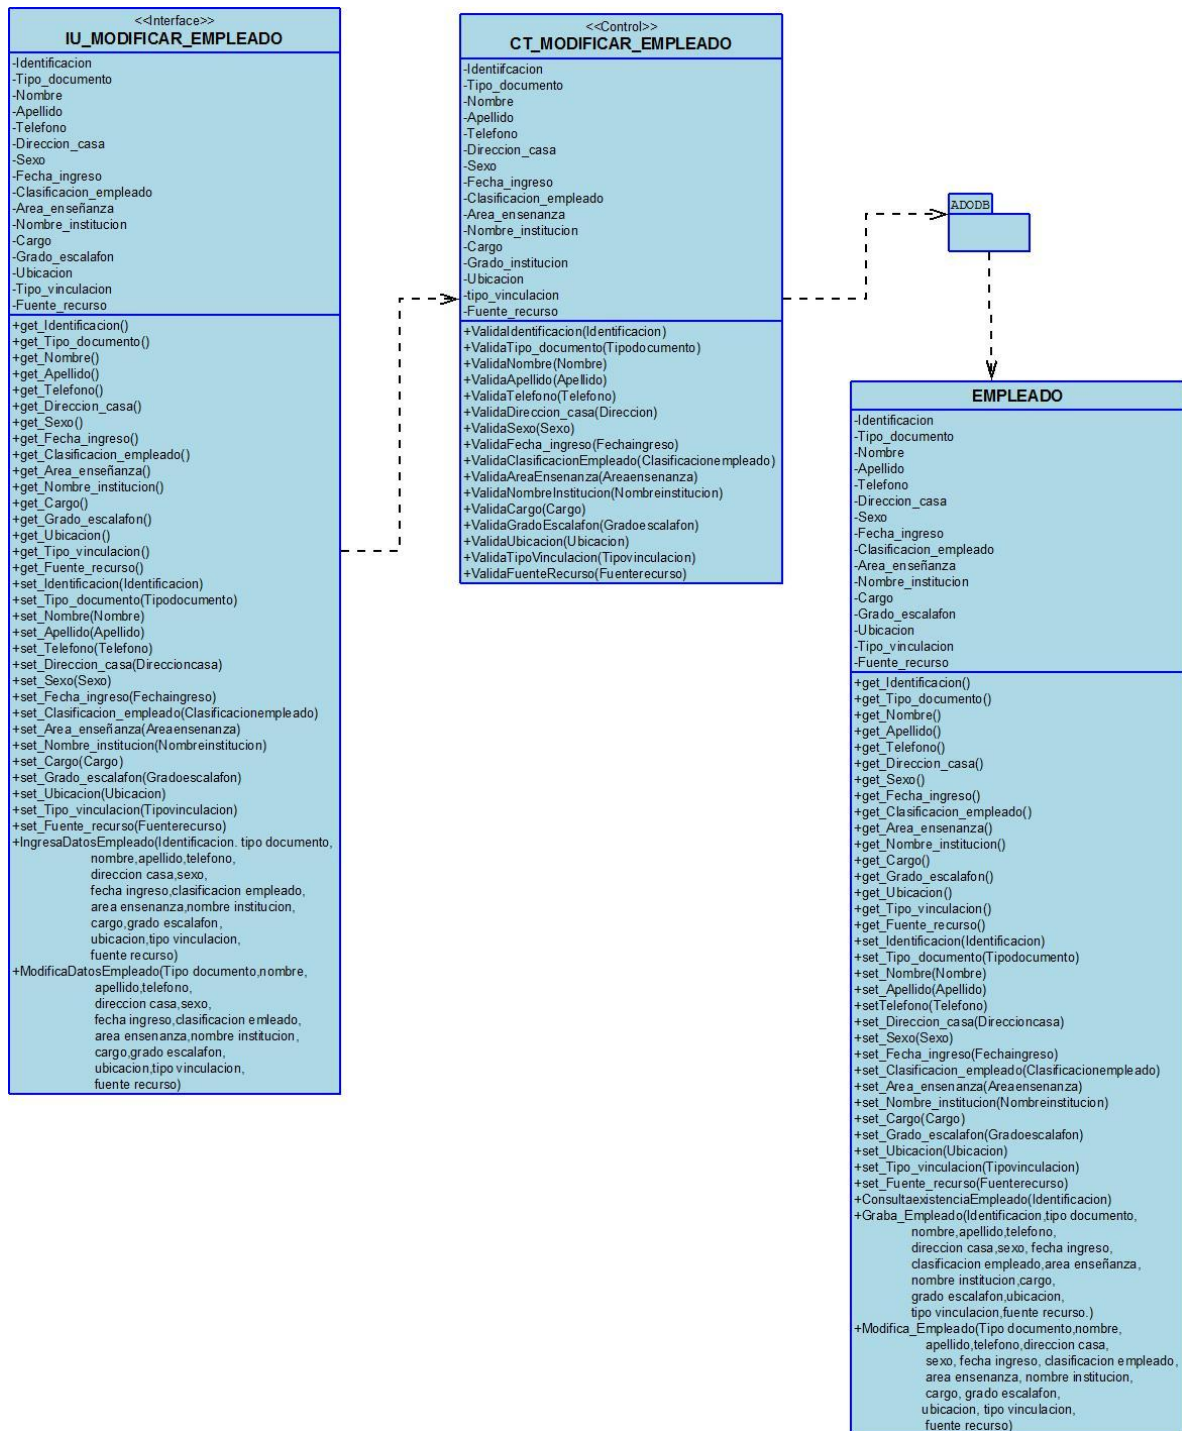 <<Interface>>
IU_MODIFICAR_EMPLEADO
-Identificacion
-Tipo_documento
-Nombre
-Apellido
-Telefono
-Direccion_casa
-Sexo
-Fecha_ingreso
-Clasificacion_empleado
-Area_enseñanza
-Nombre_institucion
-Cargo
-Grado_escalafon
-Ubicacion
-Tipo_vinculacion
-Fuente_recurso
+get_Identificacion()
+get_Tipo_documento()
+get_Nombre()
+get_Apellido()
+get_Telefono()
+get_Direccion_casa()
+get_Sexo()
+get_Fecha_ingreso()
+get_Clasificacion_empleado()
+get_Area_enseñanza()
+get_Nombre_institucion()
+get_Cargo()
+get_Grado_escalafon()
+get_Ubicacion()
+get_Tipo_vinculacion()
+get_Fuente_recurso()
+set_Identificacion(Identificacion)
+set_Tipo_documento(Tipodocumento)
+set_Nombre(Nombre)
+set_Apellido(Apellido)
+set_Telefono(Telefono)
+set_Direccion_casa(Direccioncasa)
+set_Sexo(Sexo)
+set_Fecha_ingreso(Fechaingreso)
+set_Clasificacion_empleado(Clasificacionempleado)
+set_Area_enseñanza(Areaensenanza)
+set_Nombre_institucion(Nombreinstitucion)
+set_Cargo(Cargo)
+set_Grado_escalafon(Gradoescalafon)
+set_Ubicacion(Ubicacion)
+set_Tipo_vinculacion(Tipovinculacion)
+set_Fuente_recurso(Fuenterecurso)
+IngresaDatosEmpleado(Identificacion. tipo documento,
nombre,apellido,telefono,
direccion casa,sexo,
fecha ingreso,clasificacion empleado,
area ensenanza,nombre institucion,
cargo,grado escalafon,
ubicacion,tipo vinculacion,
fuente recurso)
+ModificaDatosEmpleado(Tipo documento,nombre,
apellido,telefono,
direccion casa,sexo,
fecha ingreso,clasificacion emleado,
area ensenanza,nombre institucion,
cargo,grado escalafon,
ubicacion,tipo vinculacion,
fuente recurso)
<<Control>>
CT_MODIFICAR_EMPLEADO
-Identiifcacion
-Tipo_documento
-Nombre
-Apellido
-Telefono
-Direccion_casa
-Sexo
-Fecha_ingreso
-Clasificacion_empleado
-Area_ensenanza
-Nombre_institucion
-Cargo
-Grado_institucion
-Ubicacion
-tipo_vinculacion
-Fuente_recurso
+ValidaIdentificacion(Identificacion)
+ValidaTipo_documento(Tipodocumento)
+ValidaNombre(Nombre)
+ValidaApellido(Apellido)
+ValidaTelefono(Telefono)
+ValidaDireccion_casa(Direccion)
+ValidaSexo(Sexo)
+ValidaFecha_ingreso(Fechaingreso)
+ValidaClasificacionEmpleado(Clasificacionempleado)
+ValidaAreaEnsenanza(Areaensenanza)
+ValidaNombreInstitucion(Nombreinstitucion)
+ValidaCargo(Cargo)
+ValidaGradoEscalafon(Gradoescalafon)
+ValidaUbicacion(Ubicacion)
+ValidaTipoVinculacion(Tipovinculacion)
+ValidaFuenteRecurso(Fuenterecurso)
ADODB
EMPLEADO
-Identificacion
-Tipo_documento
-Nombre
-Apellido
-Telefono
-Direccion_casa
-Sexo
-Fecha_ingreso
-Clasificacion_empleado
-Area_enseñanza
-Nombre_institucion
-Cargo
-Grado_escalafon
-Ubicacion
-Tipo_vinculacion
-Fuente_recurso
+get_Identificacion()
+get_Tipo_documento()
+get_Nombre()
+get_Apellido()
+get_Telefono()
+get_Direccion_casa()
+get_Sexo()
+get_Fecha_ingreso()
+get_Clasificacion_empleado()
+get_Area_ensenanza()
+get_Nombre_institucion()
+get_Cargo()
+get_Grado_escalafon()
+get_Ubicacion()
+get_Tipo_vinculacion()
+get_Fuente_recurso()
+set_Identificacion(Identificacion)
+set_Tipo_documento(Tipodocumento)
+set_Nombre(Nombre)
+set_Apellido(Apellido)
+setTelefono(Telefono)
+set_Direccion_casa(Direccioncasa)
+set_Sexo(Sexo)
+set_Fecha_ingreso(Fechaingreso)
+set_Clasificacion_empleado(Clasificacionempleado)
+set_Area_ensenanza(Areaensenanza)
+set_Nombre_institucion(Nombreinstitucion)
+set_Cargo(Cargo)
+set_Grado_escalafon(Gradoescalafon)
+set_Ubicacion(Ubicacion)
+set_Tipo_vinculacion(Tipovinculacion)
+set_Fuente_recurso(Fuenterecurso)
+ConsultaexistenciaEmpleado(Identificacion)
+Graba_Empleado(Identificacion,tipo documento,
nombre,apellido,telefono,
direccion casa,sexo, fecha ingreso,
clasificacion empleado,area enseñanza,
nombre institucion,cargo,
grado escalafon,ubicacion,
tipo vinculacion,fuente recurso.)
+Modifica_Empleado(Tipo documento,nombre,
apellido,telefono,direccion casa,
sexo, fecha ingreso, clasificacion empleado,
area ensenanza, nombre institucion,
cargo, grado escalafon,
ubicacion, tipo vinculacion,
fuente recurso)